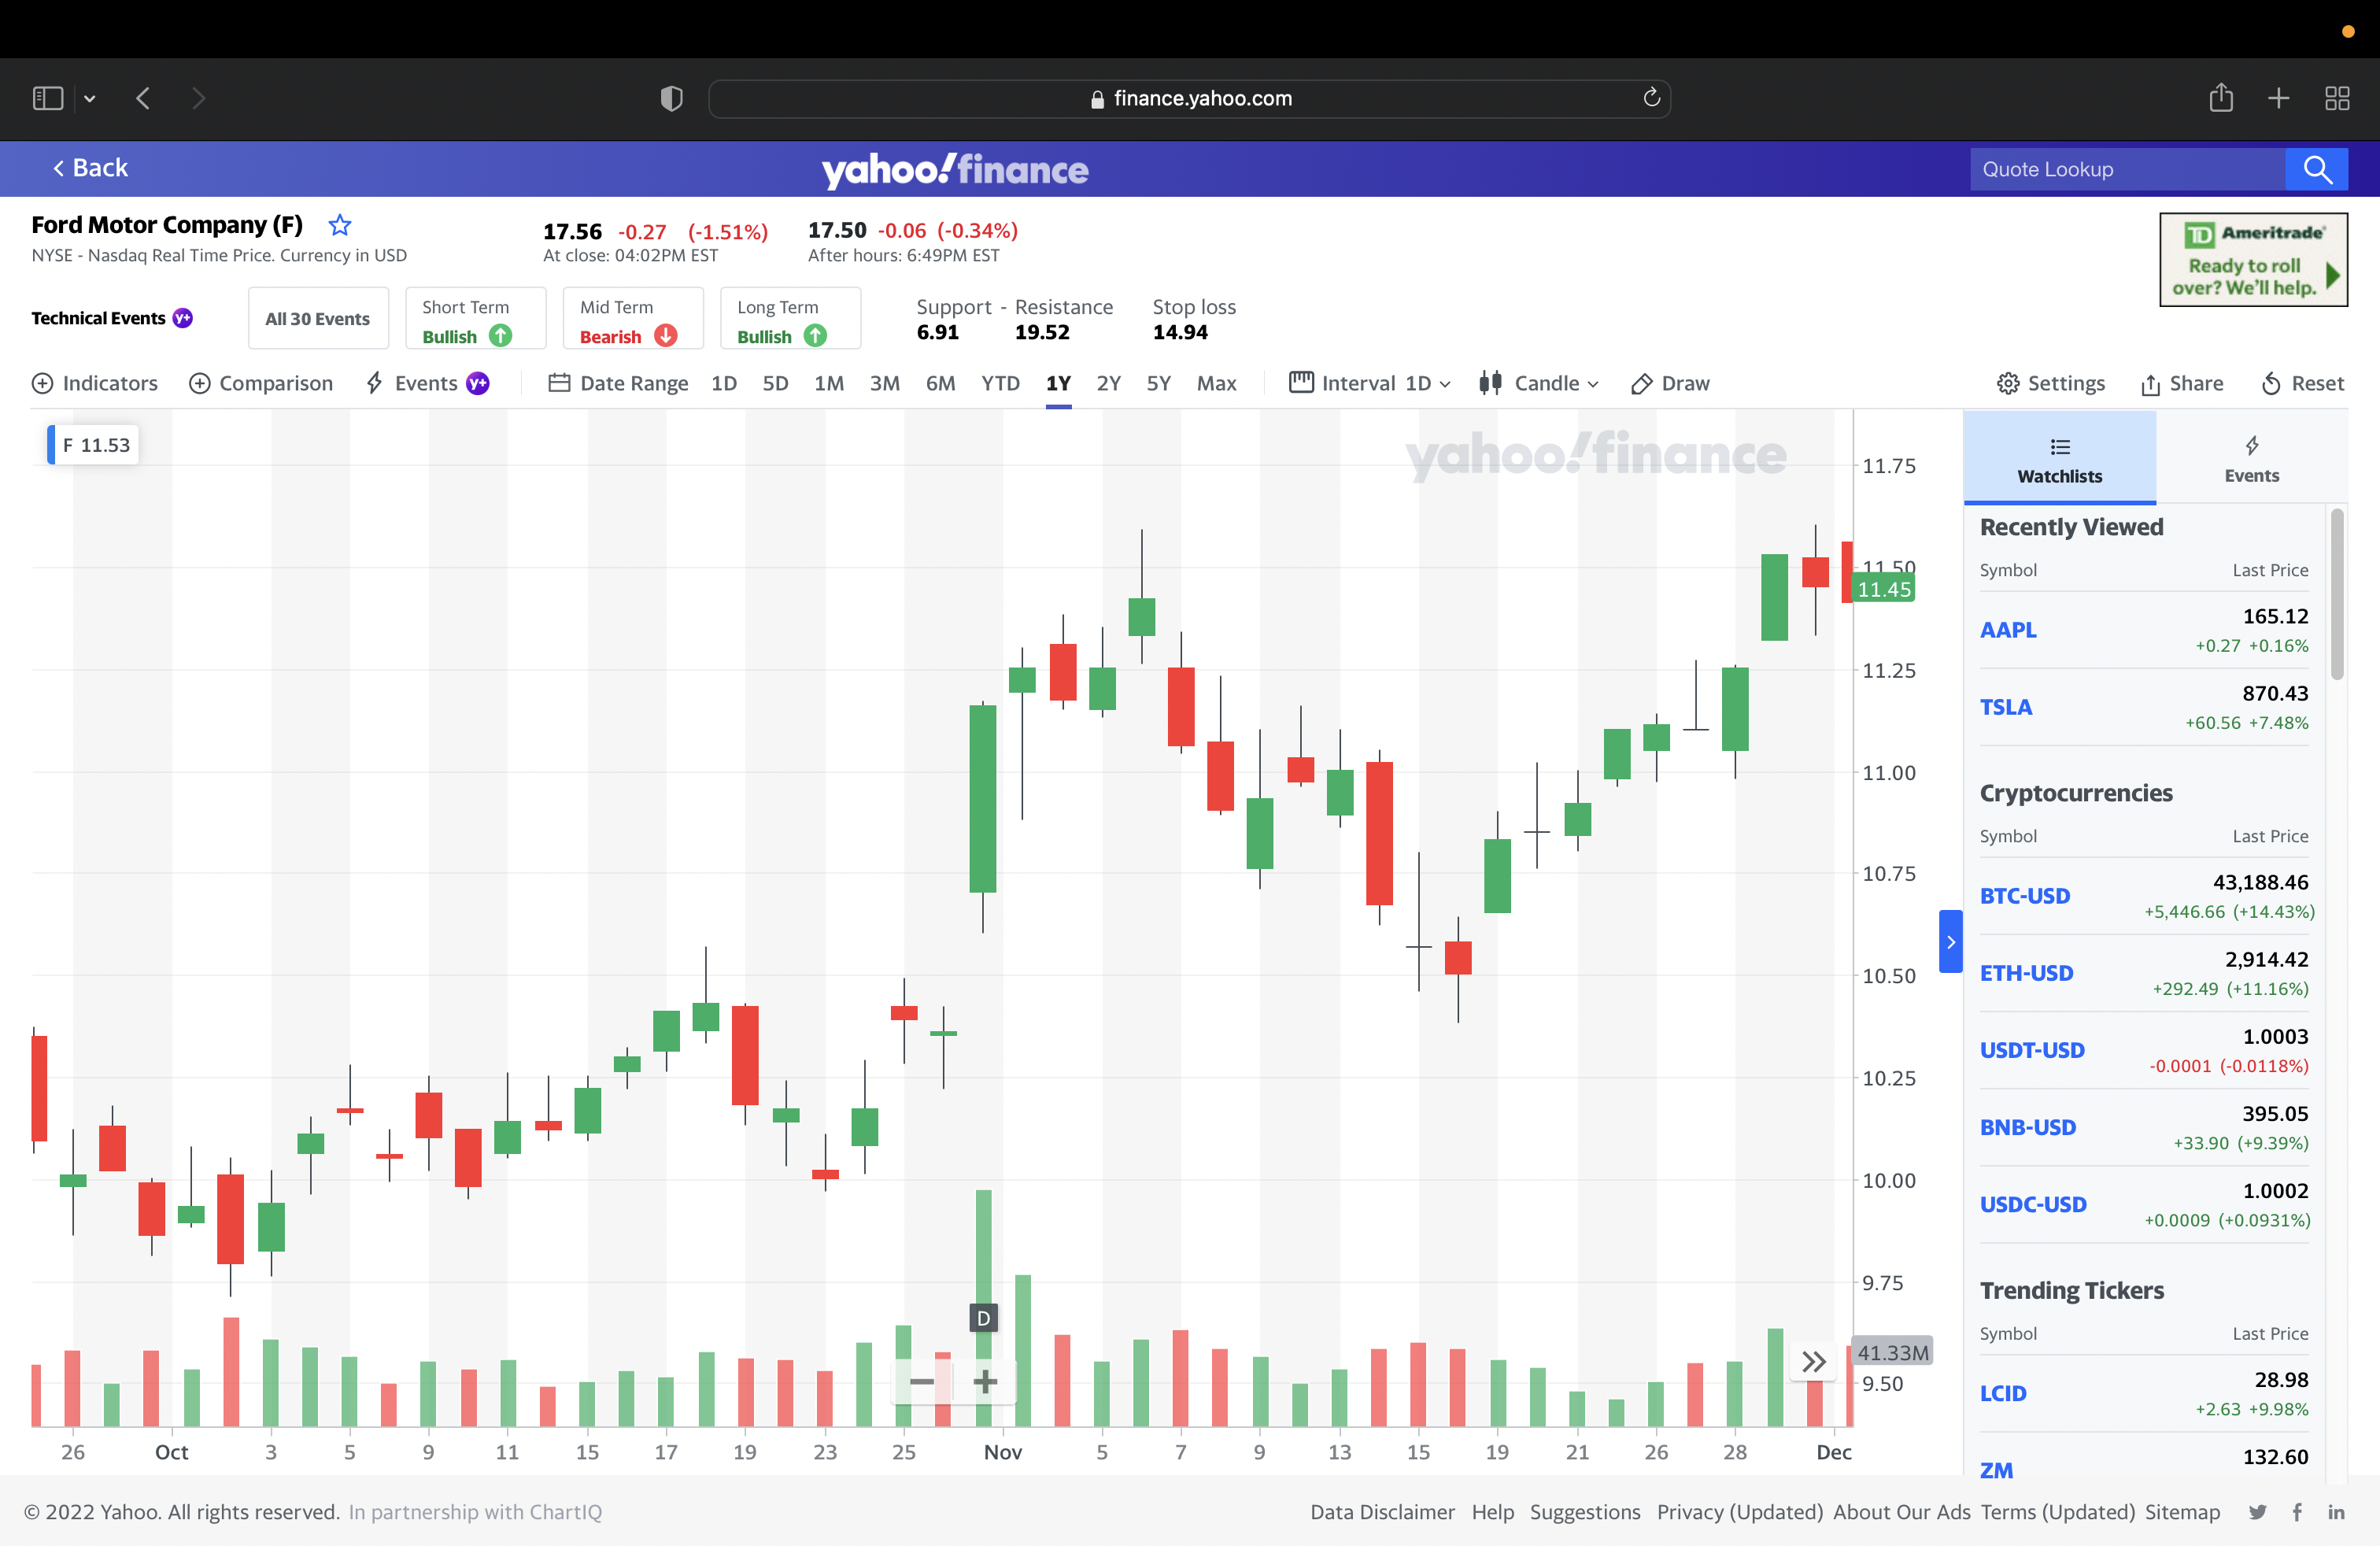 finance.yahoo.com
Back
yahoo!finance
Quote Lookup
Ford Motor Company (F)
NYSE - Nasdaq Real Time Price. Currency in USD
17.56 -0.27 (-1.51%)
At close: 04:02PM EST
17.50 -0.06 (-0.34%)
After hours: 6:49PM EST
TD Ameritrade
Ready to roll
over? We'll help.
Technical Events y+
All 30 Events
Short Term
Bullish
Mid Term
Bearish
Long Term
Bullish
Support - Resistance
6.91 19.52
Stop loss
14.94
Indicators Comparison Events y+ Date Range 1D 5D 1M 3M 6M YTD 1Y 2Y 5Y Max Interval 1D Candle Draw Settings Share Reset
F 11.53
yahoo!finance
11.75
11.50
11.45
11.25
11.00
10.75
10.50
10.25
10.00
9.75
D
41.33M
9.50
26 Oct 3 5 9 11 15 17 19 23 25 Nov 5 7 9 13 15 19 21 26 28 Dec
Watchlists
Events
Recently Viewed
Symbol Last Price
AAPL 165.12
+0.27 +0.16%
TSLA 870.43
+60.56 +7.48%
Cryptocurrencies
Symbol Last Price
BTC-USD 43,188.46
+5,446.66 (+14.43%)
ETH-USD 2,914.42
+292.49 (+11.16%)
USDT-USD 1.0003
-0.0001 (-0.0118%)
BNB-USD 395.05
+33.90 (+9.39%)
USDC-USD 1.0002
+0.0009 (+0.0931%)
Trending Tickers
Symbol Last Price
LCID 28.98
+2.63 +9.98%
ZM 132.60
© 2022 Yahoo. All rights reserved. In partnership with ChartIQ
Data Disclaimer Help Suggestions Privacy (Updated) About Our Ads Terms (Updated) Sitemap